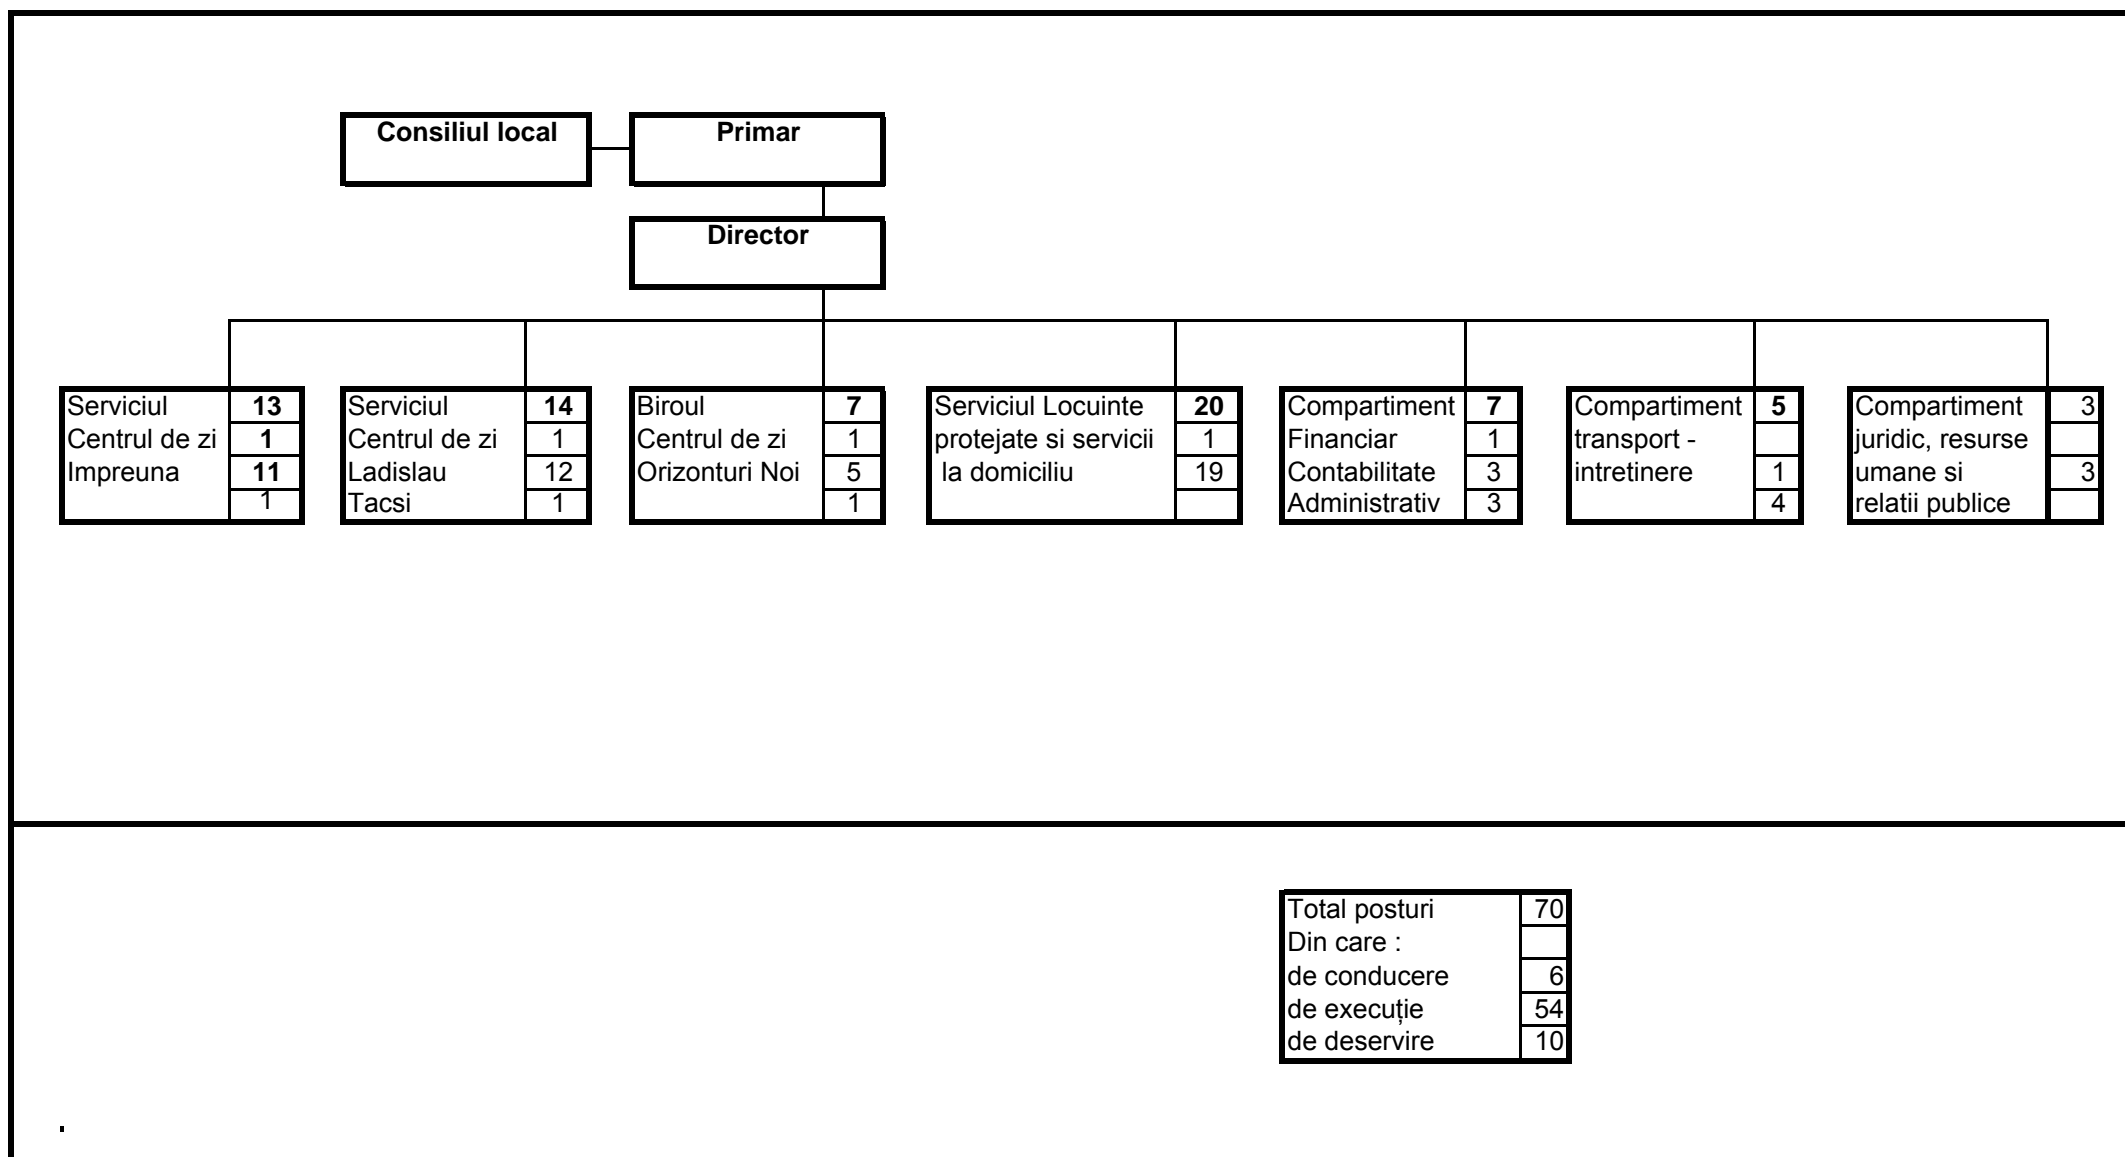 Consiliul local
Primar
Director
Serviciul 13
Centrul de zi 1
Impreuna 11
1
Serviciul 14
Centrul de zi 1
Ladislau 12
Tacsi 1
Biroul 7
Centrul de zi 1
Orizonturi Noi 5
1
Serviciul Locuinte 20
protejate si servicii 1
la domiciliu 19
Compartiment 7
Financiar 1
Contabilitate 3
Administrativ 3
Compartiment 5
transport -
intretinere 1
4
Compartiment 3
juridic, resurse
umane si 3
relatii publice
Total posturi 70
Din care :
de conducere 6
de execuție 54
de deservire 10